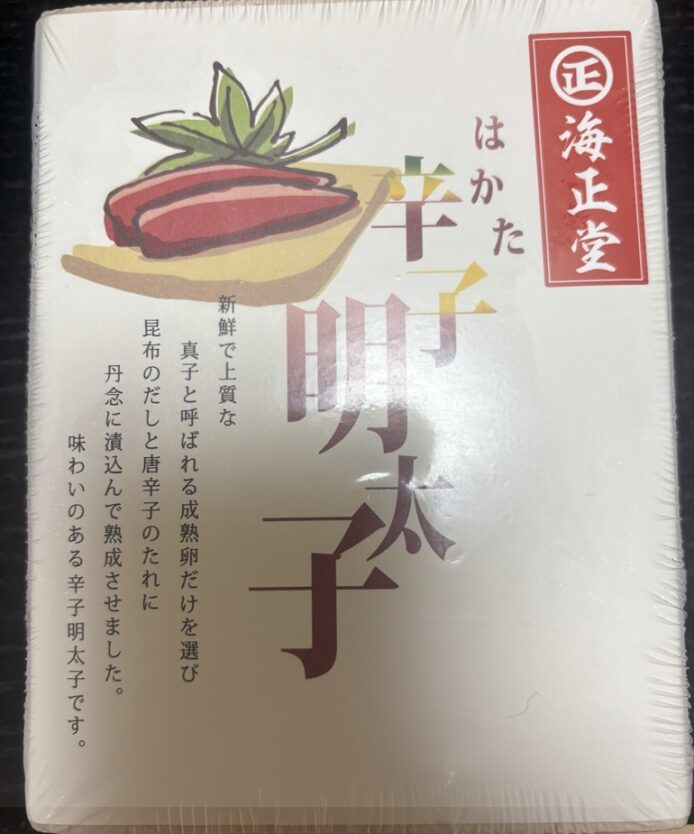 正
海正堂
はかた
辛子
明太
子
新鮮で上質な
真子と呼ばれる成熟卵だけを選び
昆布のだしと唐辛子のたれに
丹念に漬込んで熟成させました。
味わいのある辛子明太子です。